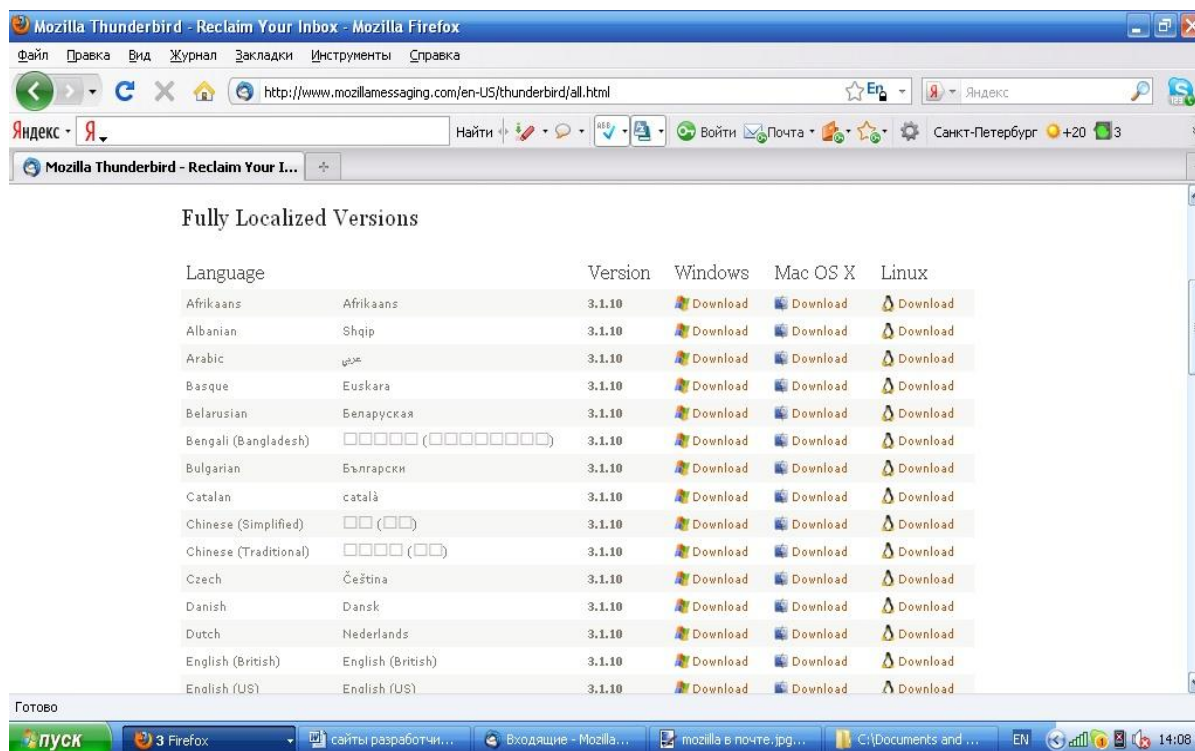 Mozilla Thunderbird - Reclaim Your Inbox - Mozilla Firefox
Файл Правка Вид Журнал Закладки Инструменты Справка
http://www.mozillamessaging.com/en-US/thunderbird/all.html En Я Яндекс
Яндекс Я Найти Войти Почта Санкт-Петербург +20 3
Mozilla Thunderbird - Reclaim Your I...
Fully Localized Versions
Language Version Windows Mac OS X Linux
Afrikaans Afrikaans 3.1.10 Download Download Download
Albanian Shqip 3.1.10 Download Download Download
Arabic عربي 3.1.10 Download Download Download
Basque Euskara 3.1.10 Download Download Download
Belarusian Беларуская 3.1.10 Download Download Download
Bengali (Bangladesh) □□□□□ (□□□□□□□□) 3.1.10 Download Download Download
Bulgarian Български 3.1.10 Download Download Download
Catalan català 3.1.10 Download Download Download
Chinese (Simplified) □□ (□□) 3.1.10 Download Download Download
Chinese (Traditional) □□□□ (□□) 3.1.10 Download Download Download
Czech Čeština 3.1.10 Download Download Download
Danish Dansk 3.1.10 Download Download Download
Dutch Nederlands 3.1.10 Download Download Download
English (British) English (British) 3.1.10 Download Download Download
English (US) English (US) 3.1.10 Download Download Download
Готово
пуск 3 Firefox сайты разработчи... Входящие - Mozilla... mozilla в почте.jpg... C:\Documents and ... EN 14:08